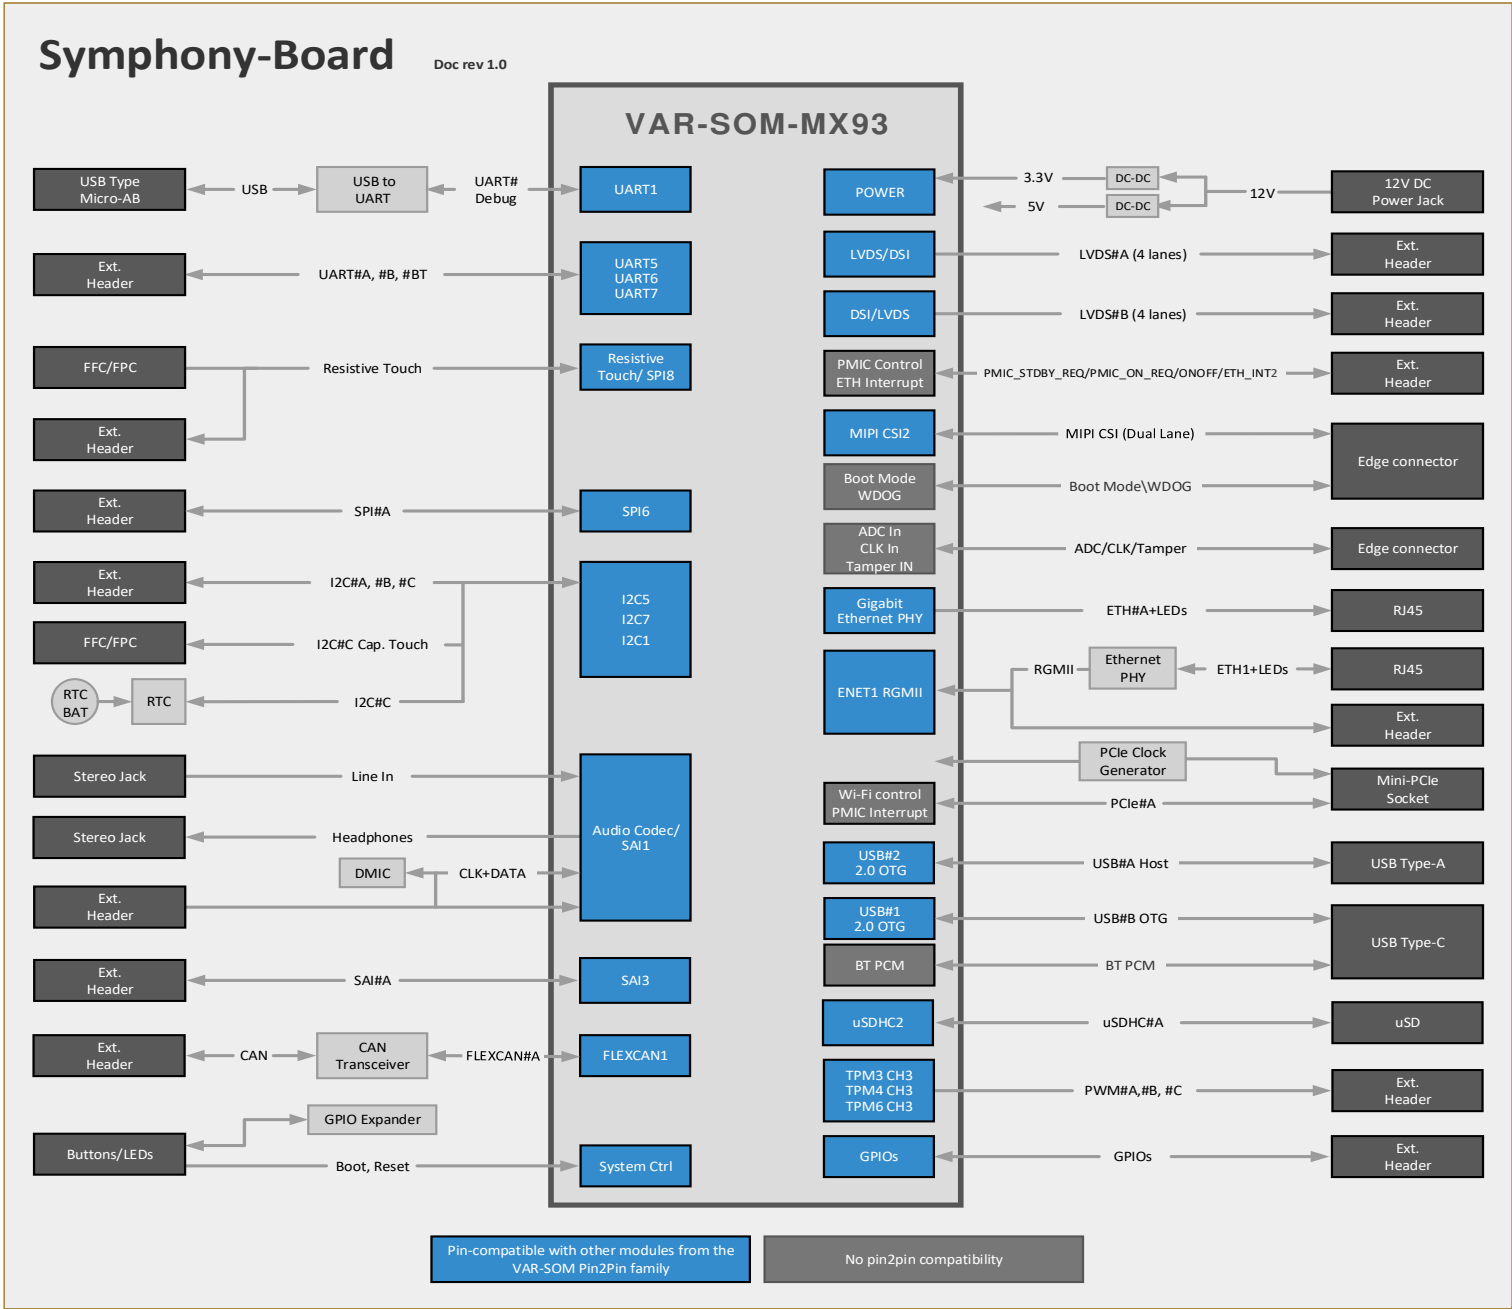 Symphony-Board
Doc rev 1.0
VAR-SOM-MX93
USB Type
Micro-AB
USB
USB to
UART
UART#
Debug
UART1
Ext.
Header
UART#A, #B, #BT
UART5
UART6
UART7
FFC/FPC
Resistive Touch
Resistive
Touch/ SPI8
Ext.
Header
Ext.
Header
SPI#A
SPI6
Ext.
Header
I2C#A, #B, #C
I2C5
I2C7
I2C1
FFC/FPC
I2C#C Cap. Touch
RTC
BAT
RTC
I2C#C
Stereo Jack
Line In
Audio Codec/
SAI1
Stereo Jack
Headphones
DMIC
CLK+DATA
Ext.
Header
Ext.
Header
SAI#A
SAI3
Ext.
Header
CAN
CAN
Transceiver
FLEXCAN#A
FLEXCAN1
GPIO Expander
Buttons/LEDs
Boot, Reset
System Ctrl
POWER
3.3V
DC-DC
5V
DC-DC
12V
12V DC
Power Jack
LVDS/DSI
LVDS#A (4 lanes)
Ext.
Header
DSI/LVDS
LVDS#B (4 lanes)
Ext.
Header
PMIC Control
ETH Interrupt
PMIC_STDBY_REQ/PMIC_ON_REQ/ONOFF/ETH_INT2
Ext.
Header
MIPI CSI2
MIPI CSI (Dual Lane)
Edge connector
Boot Mode
WDOG
Boot Mode\WDOG
ADC In
CLK In
Tamper IN
ADC/CLK/Tamper
Edge connector
Gigabit
Ethernet PHY
ETH#A+LEDs
RJ45
ENET1 RGMII
RGMII
Ethernet
PHY
ETH1+LEDs
RJ45
Ext.
Header
PCIe Clock
Generator
Mini-PCIe
Socket
Wi-Fi control
PMIC Interrupt
PCIe#A
USB#2
2.0 OTG
USB#A Host
USB Type-A
USB#1
2.0 OTG
USB#B OTG
USB Type-C
BT PCM
BT PCM
uSDHC2
uSDHC#A
uSD
TPM3 CH3
TPM4 CH3
TPM6 CH3
PWM#A,#B, #C
Ext.
Header
GPIOs
GPIOs
Ext.
Header
Pin-compatible with other modules from the
VAR-SOM Pin2Pin family
No pin2pin compatibility